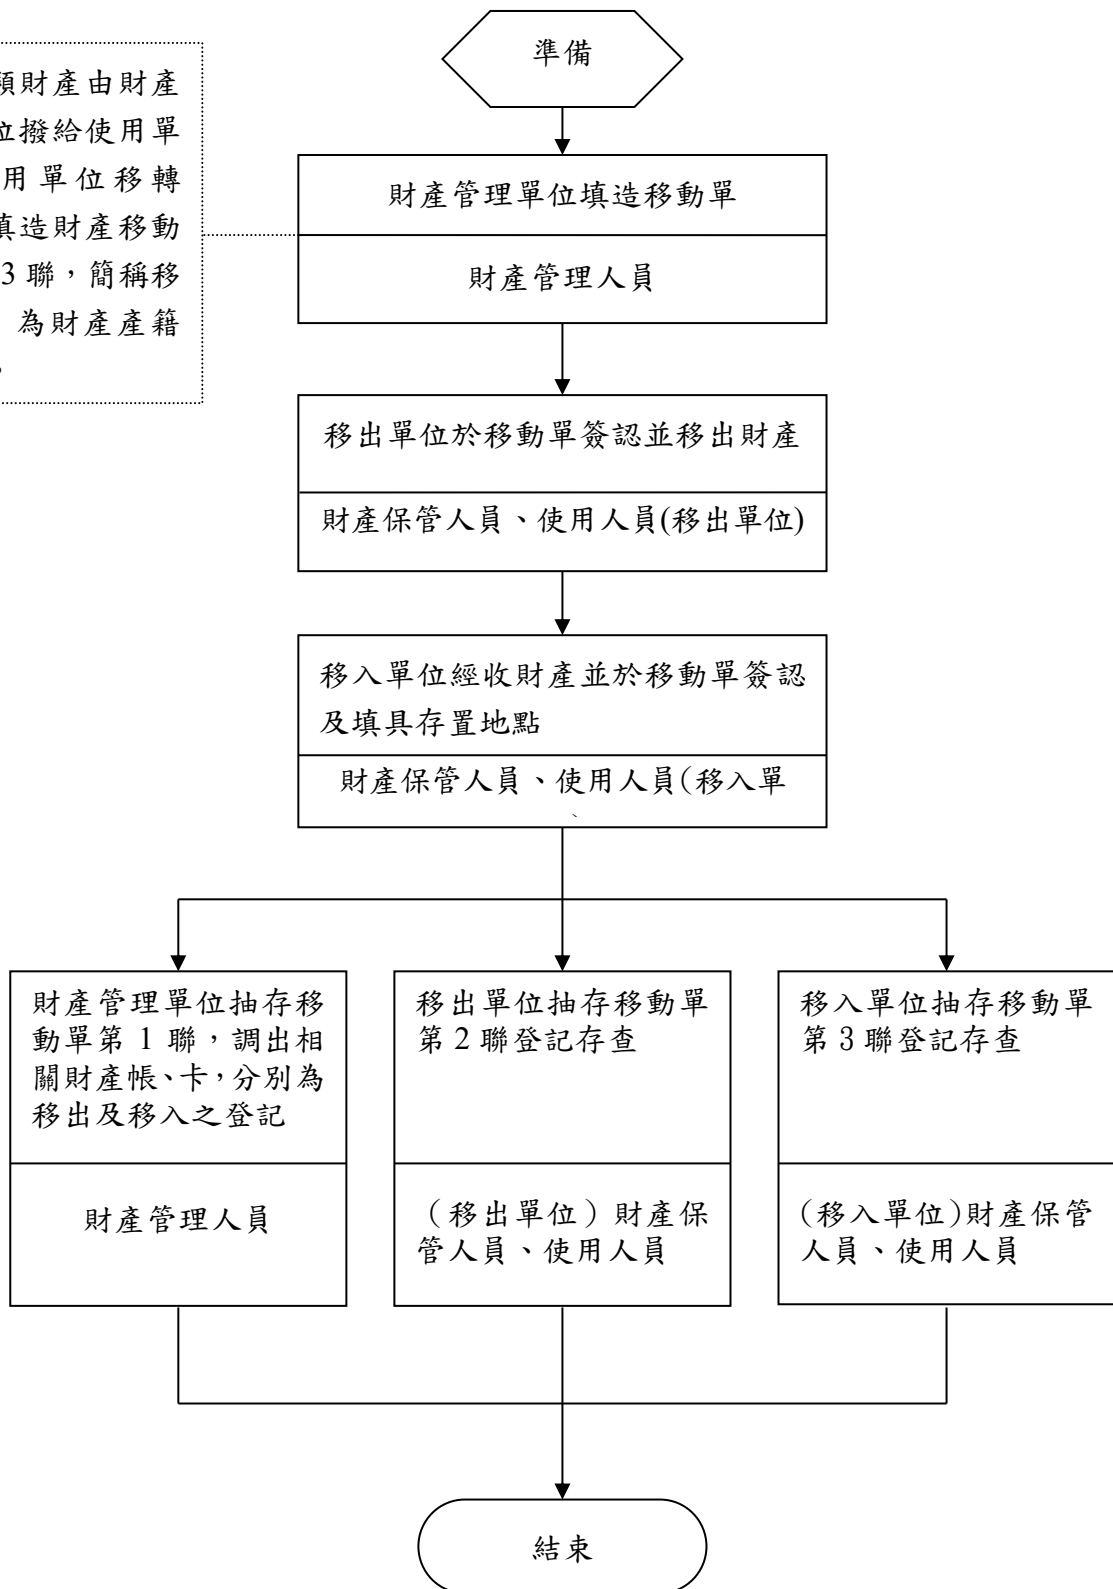 準備
類財產由財產
位撥給使用單
用單位移轉
填造財產移動
3 聯，簡稱移
為財產產籍
。
財產管理單位填造移動單
財產管理人員
移出單位於移動單簽認並移出財產
財產保管人員、使用人員(移出單位)
移入單位經收財產並於移動單簽認
及填具存置地點
財產保管人員、使用人員(移入單
財產管理單位抽存移
動單第 1 聯，調出相
關財產帳、卡，分別為
移出及移入之登記
財產管理人員
移出單位抽存移動單
第 2 聯登記存查
（移出單位）財產保
管人員、使用人員
移入單位抽存移動單
第 3 聯登記存查
(移入單位)財產保管
人員、使用人員
結束